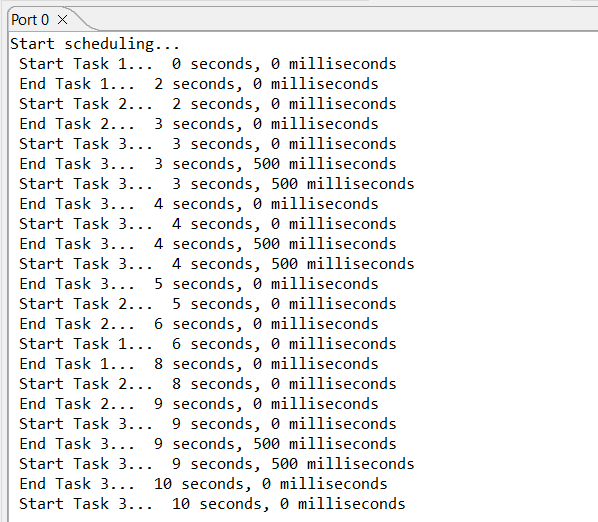 Port 0
Start scheduling...
Start Task 1... 0 seconds, 0 milliseconds
End Task 1... 2 seconds, 0 milliseconds
Start Task 2... 2 seconds, 0 milliseconds
End Task 2... 3 seconds, 0 milliseconds
Start Task 3... 3 seconds, 0 milliseconds
End Task 3... 3 seconds, 500 milliseconds
Start Task 3... 3 seconds, 500 milliseconds
End Task 3... 4 seconds, 0 milliseconds
Start Task 3... 4 seconds, 0 milliseconds
End Task 3... 4 seconds, 500 milliseconds
Start Task 3... 4 seconds, 500 milliseconds
End Task 3... 5 seconds, 0 milliseconds
Start Task 2... 5 seconds, 0 milliseconds
End Task 2... 6 seconds, 0 milliseconds
Start Task 1... 6 seconds, 0 milliseconds
End Task 1... 8 seconds, 0 milliseconds
Start Task 2... 8 seconds, 0 milliseconds
End Task 2... 9 seconds, 0 milliseconds
Start Task 3... 9 seconds, 0 milliseconds
End Task 3... 9 seconds, 500 milliseconds
Start Task 3... 9 seconds, 500 milliseconds
End Task 3... 10 seconds, 0 milliseconds
Start Task 3... 10 seconds, 0 milliseconds